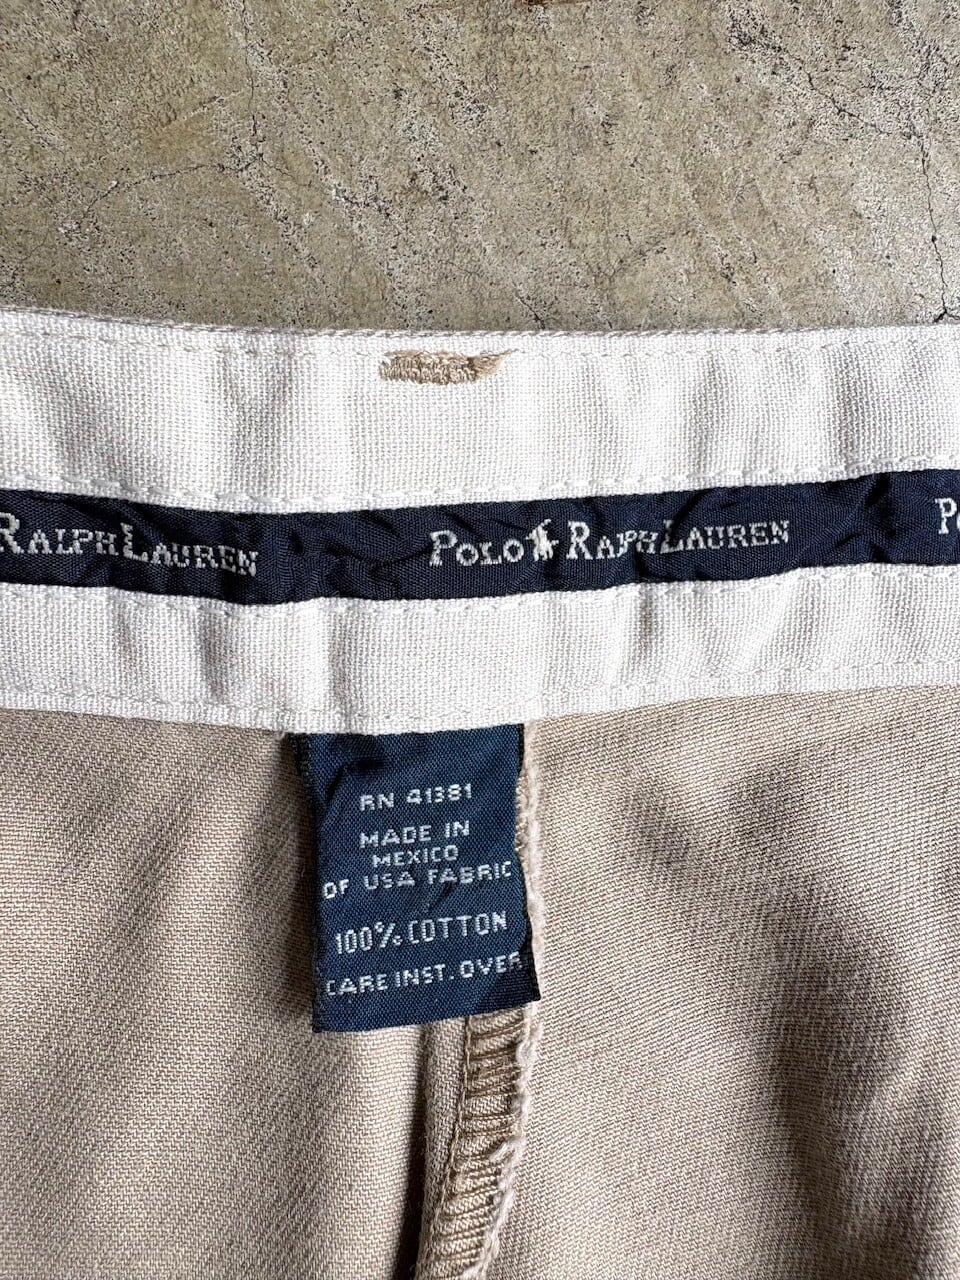 RALPH LAUREN POLO RALPH LAUREN
RN 41381
MADE IN
MEXICO
OF USA FABRIC
100% COTTON
CARE INST. OVER